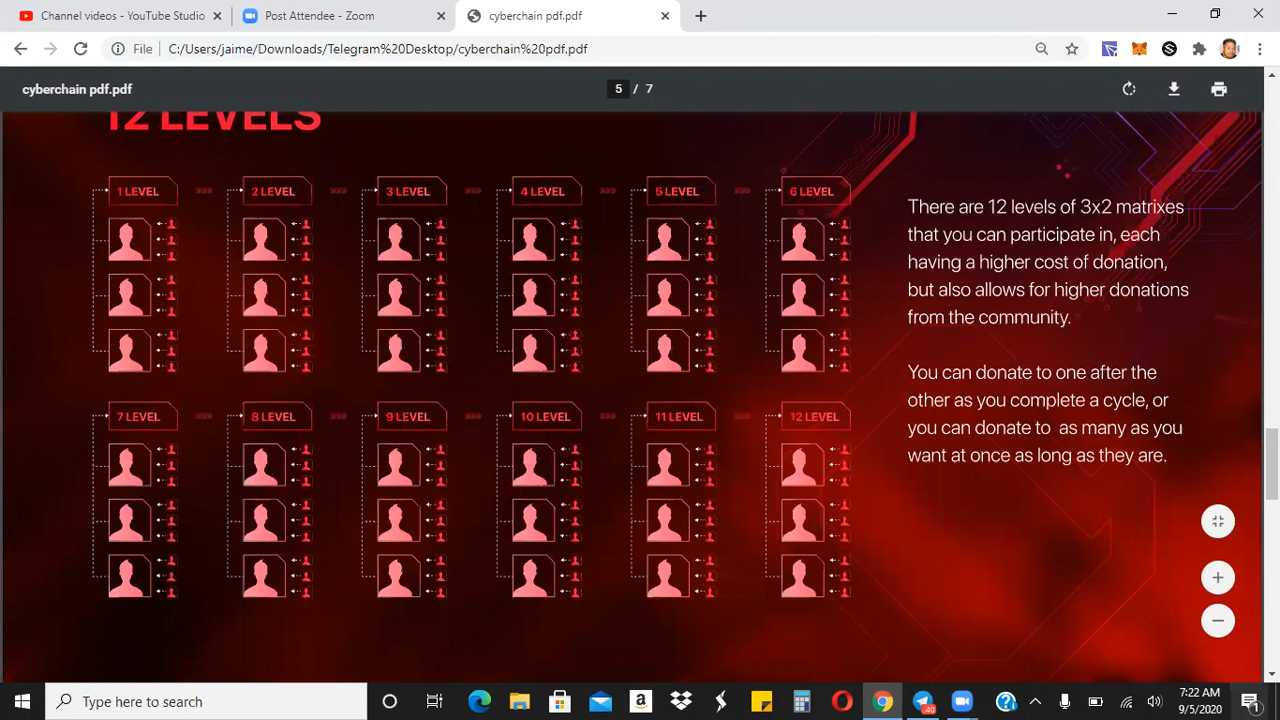 Channel videos - YouTube Studio
Post Attendee - Zoom
cyberchain pdf.pdf
File
C:/Users/jaime/Downloads/Telegram%20Desktop/cyberchain%20pdf.pdf
cyberchain pdf.pdf
5 / 7
12 LEVELS
1 LEVEL
2 LEVEL
3 LEVEL
4 LEVEL
5 LEVEL
6 LEVEL
7 LEVEL
8 LEVEL
9 LEVEL
10 LEVEL
11 LEVEL
12 LEVEL
There are 12 levels of 3x2 matrixes
that you can participate in, each
having a higher cost of donation,
but also allows for higher donations
from the community.
You can donate to one after the
other as you complete a cycle, or
you can donate to as many as you
want at once as long as they are.
Type here to search
40
7:22 AM
9/5/2020
1